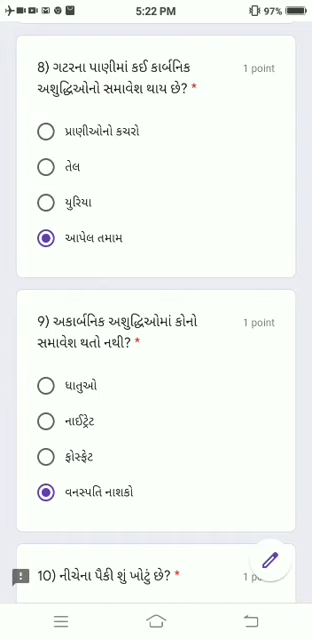 5:22 PM
97%
8) ગટરના પાણીમાં કઈ કાર્બનિક
1 point
અશુદ્ધિઓનો સમાવેશ થાય છે? *
પ્રાણીઓનો કચરો
તેલ
યુરિયા
આપેલ તમામ
9) અકાર્બનિક અશુદ્ધિઓમાં કોનો
1 point
સમાવેશ થતો નથી? *
ધાતુઓ
નાઈટ્રેટ
ફોસ્ફેટ
વનસ્પતિ નાશકો
10) નીચેના પૈકી શું ખોટું છે? *